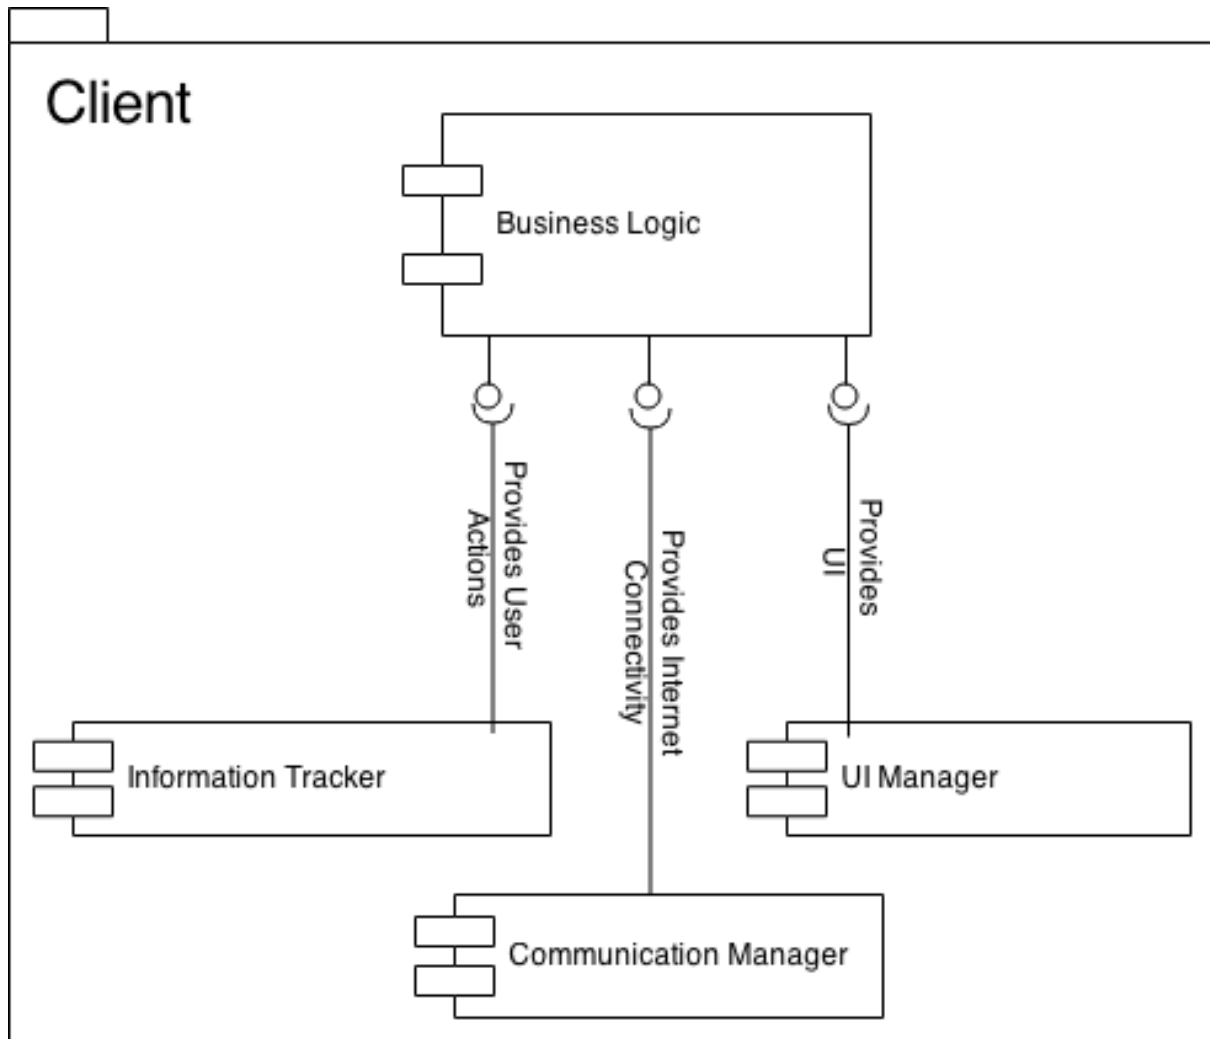 Client
Business Logic
Provides User
Actions
Provides Internet
Connectivity
Provides
UI
Information Tracker
UI Manager
Communication Manager